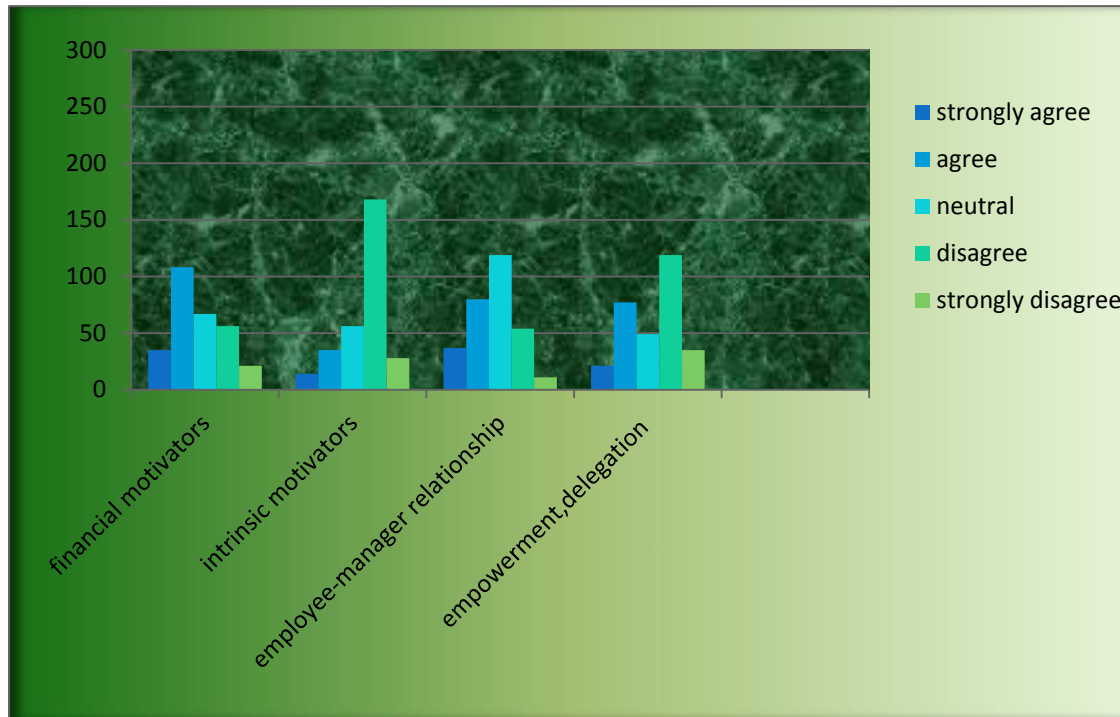 300
250
200
150
100
50
0
financial motivators
intrinsic motivators
employee-manager relationship
empowerment,delegation
strongly agree
agree
neutral
disagree
strongly disagree